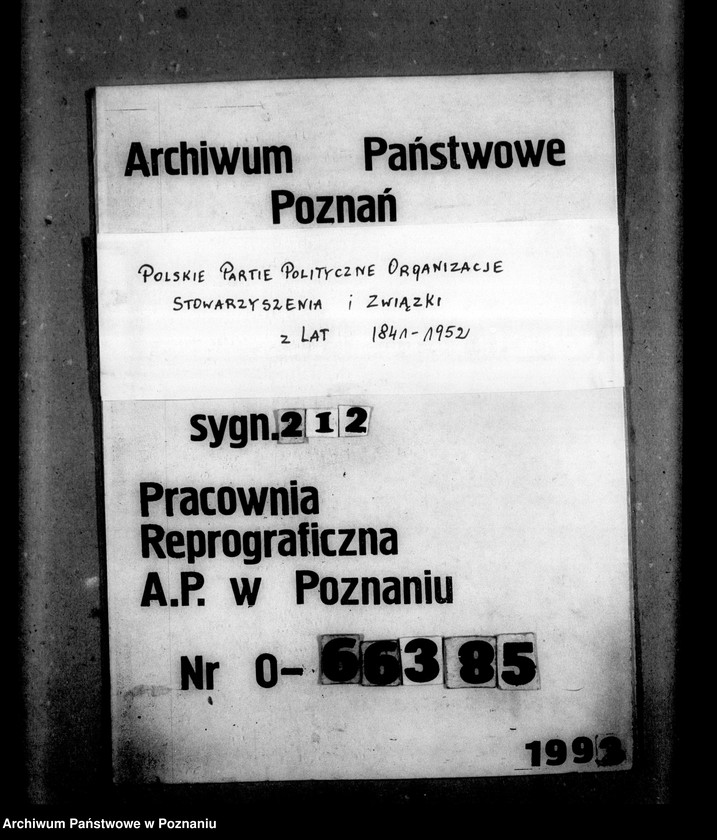 Archiwum Państwowe
Poznań
Polskie Partie Polityczne Organizacje
Stowarzyszenia i Związki
z lat 1841-1952
sygn. 212
Pracownia
Reprograficzna
A.P. w Poznaniu
Nr O-66385
1993
Archiwum Państwowe w Poznaniu